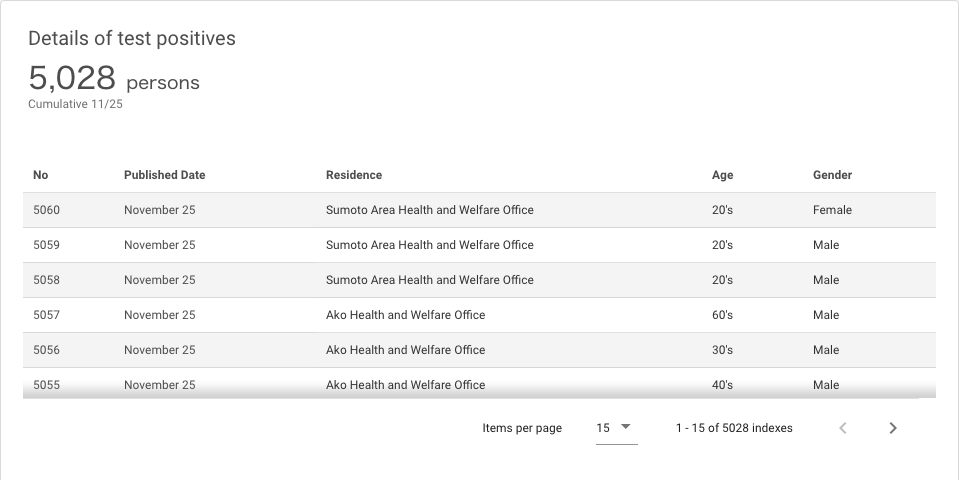 Details of test positives
5,028 persons
Cumulative 11/25
No Published Date Residence Age Gender
5060 November 25 Sumoto Area Health and Welfare Office 20's Female
5059 November 25 Sumoto Area Health and Welfare Office 20's Male
5058 November 25 Sumoto Area Health and Welfare Office 20's Male
5057 November 25 Ako Health and Welfare Office 60's Male
5056 November 25 Ako Health and Welfare Office 30's Male
5055 November 25 Ako Health and Welfare Office 40's Male
Items per page 15 1 - 15 of 5028 indexes